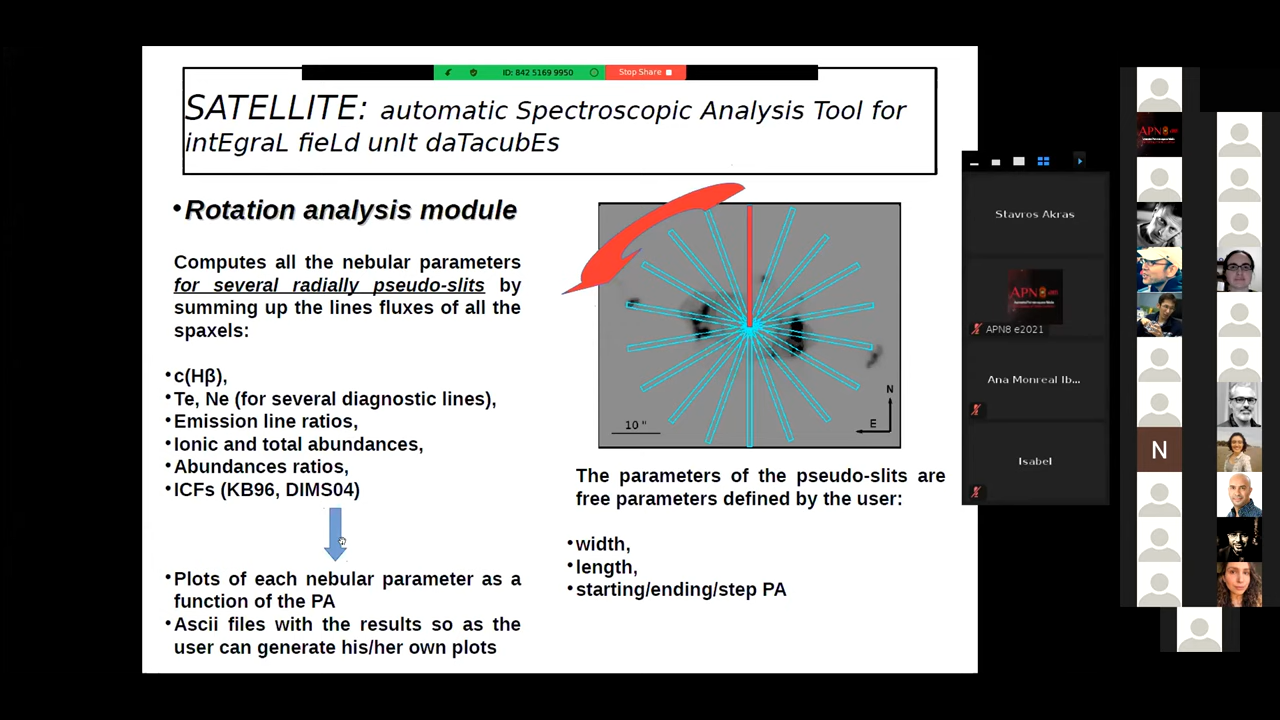 ID: 842 5169 9950
Stop Share
SATELLITE: automatic Spectroscopic Analysis Tool for
intEgraL fieLd unIt daTacubEs
•Rotation analysis module
Computes all the nebular parameters
for several radially pseudo-slits by
summing up the lines fluxes of all the
spaxels:
•c(Hβ),
•Te, Ne (for several diagnostic lines),
•Emission line ratios,
•Ionic and total abundances,
•Abundances ratios,
•ICFs (KB96, DIMS04)
•Plots of each nebular parameter as a
function of the PA
•Ascii files with the results so as the
user can generate his/her own plots
N
E
10 "
The parameters of the pseudo-slits are
free parameters defined by the user:
•width,
•length,
•starting/ending/step PA
Stavros Akras
APN8
APN8 e2021
Ana Monreal Ib...
Isabel
APN8
N